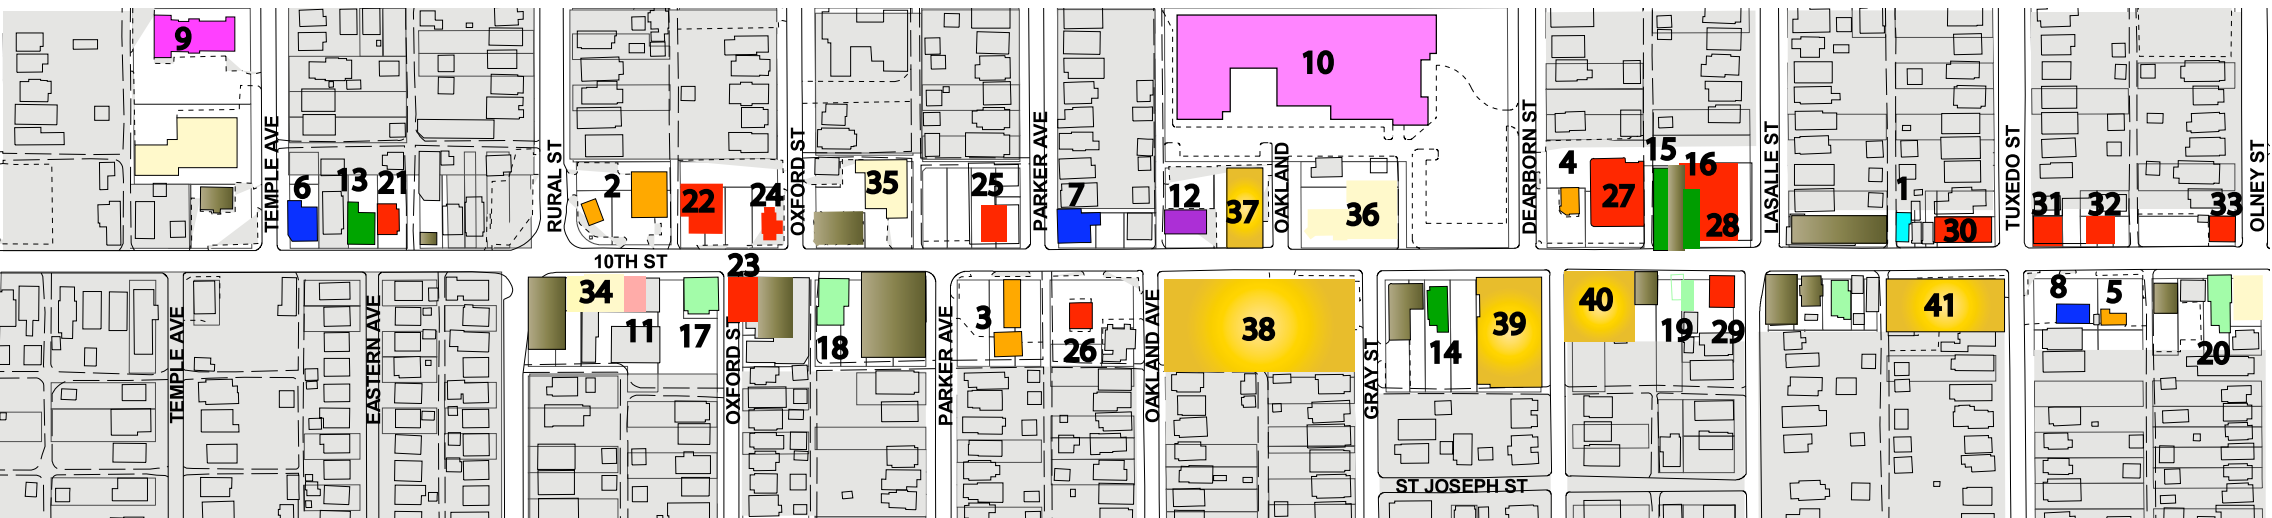 9
10
TEMPLE AVE
RURAL ST
OXFORD ST
PARKER AVE
OAKLAND
DEARBORN ST
LASALLE ST
TUXEDO ST
OLNEY ST
6
13
21
2
22
24
35
25
7
12
37
36
4
27
15
16
28
1
30
31
32
33
10TH ST
34
11
17
23
18
3
26
38
14
39
40
19
29
41
8
5
20
TEMPLE AVE
EASTERN AVE
OXFORD ST
PARKER AVE
OAKLAND AVE
GRAY ST
ST JOSEPH ST